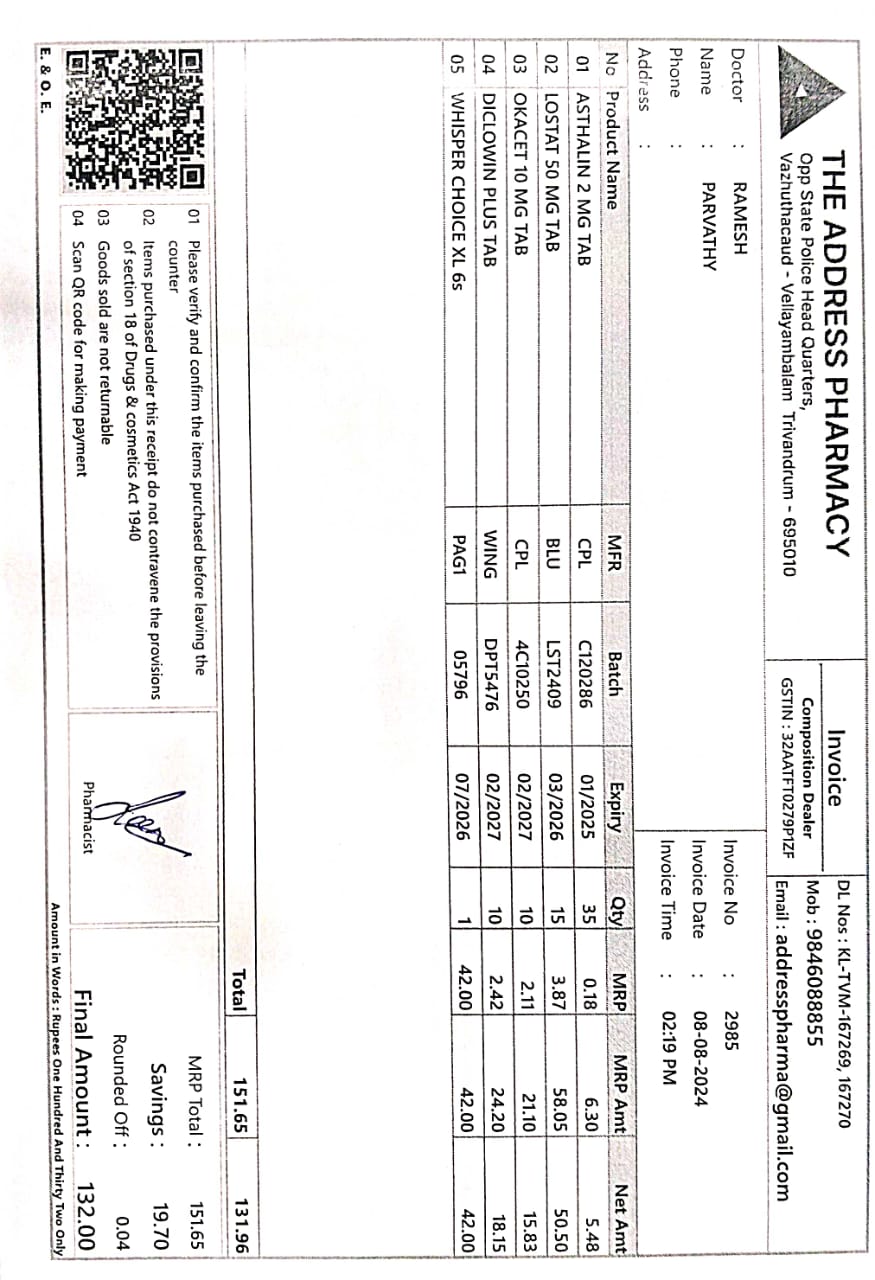 THE ADDRESS PHARMACY
Opp State Police Head Quarters,
Vazhuthacaud - Vellayambalam Trivandrum - 695010
Invoice
Composition Dealer
GSTIN : 32AATFT0279P1ZF
DL Nos : KL-TVM-167269, 167270
Mob : 9846088855
Email : addresspharma@gmail.com
Doctor : RAMESH
Name : PARVATHY
Phone :
Address :
Invoice No : 2985
Invoice Date : 08-08-2024
Invoice Time : 02:19 PM
No Product Name MFR Batch Expiry Qty MRP MRP Amt Net Amt
01 ASTHALIN 2 MG TAB CPL C120286 01/2025 35 0.18 6.30 5.48
02 LOSTAT 50 MG TAB BLU LST2409 03/2026 15 3.87 58.05 50.50
03 OKACET 10 MG TAB CPL 4C10250 02/2027 10 2.11 21.10 15.83
04 DICLOWIN PLUS TAB WING DPT5476 02/2027 10 2.42 24.20 18.15
05 WHISPER CHOICE XL 6s PAG1 05796 07/2026 1 42.00 42.00 42.00
Total 151.65 131.96
01 Please verify and confirm the items purchased before leaving the
counter
02 Items purchased under this receipt do not contravene the provisions
of section 18 of Drugs & cosmetics Act 1940
03 Goods sold are not returnable
04 Scan QR code for making payment
Pharmacist
MRP Total : 151.65
Savings : 19.70
Rounded Off : 0.04
Final Amount : 132.00
E. & O. E.
Amount in Words : Rupees One Hundred And Thirty Two Only